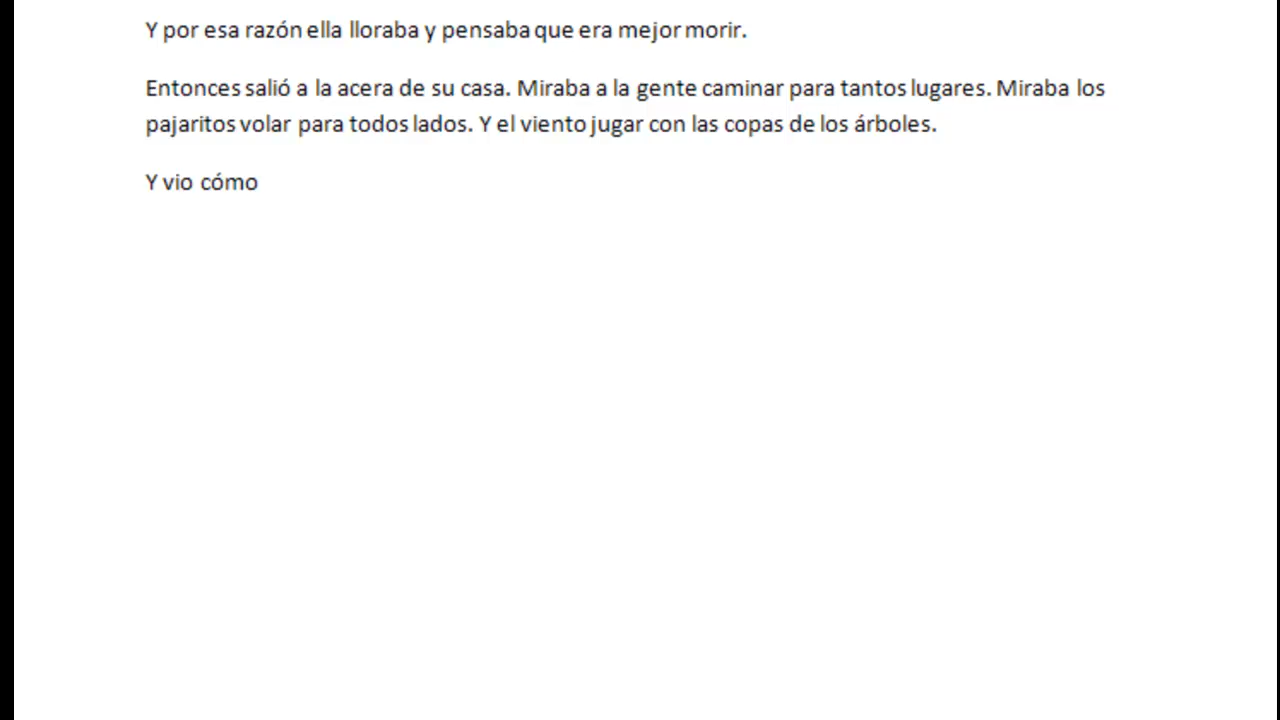 Y por esa razón ella lloraba y pensaba que era mejor morir.
Entonces salió a la acera de su casa. Miraba a la gente caminar para tantos lugares. Miraba los
pajaritos volar para todos lados. Y el viento jugar con las copas de los árboles.
Y vio cómo